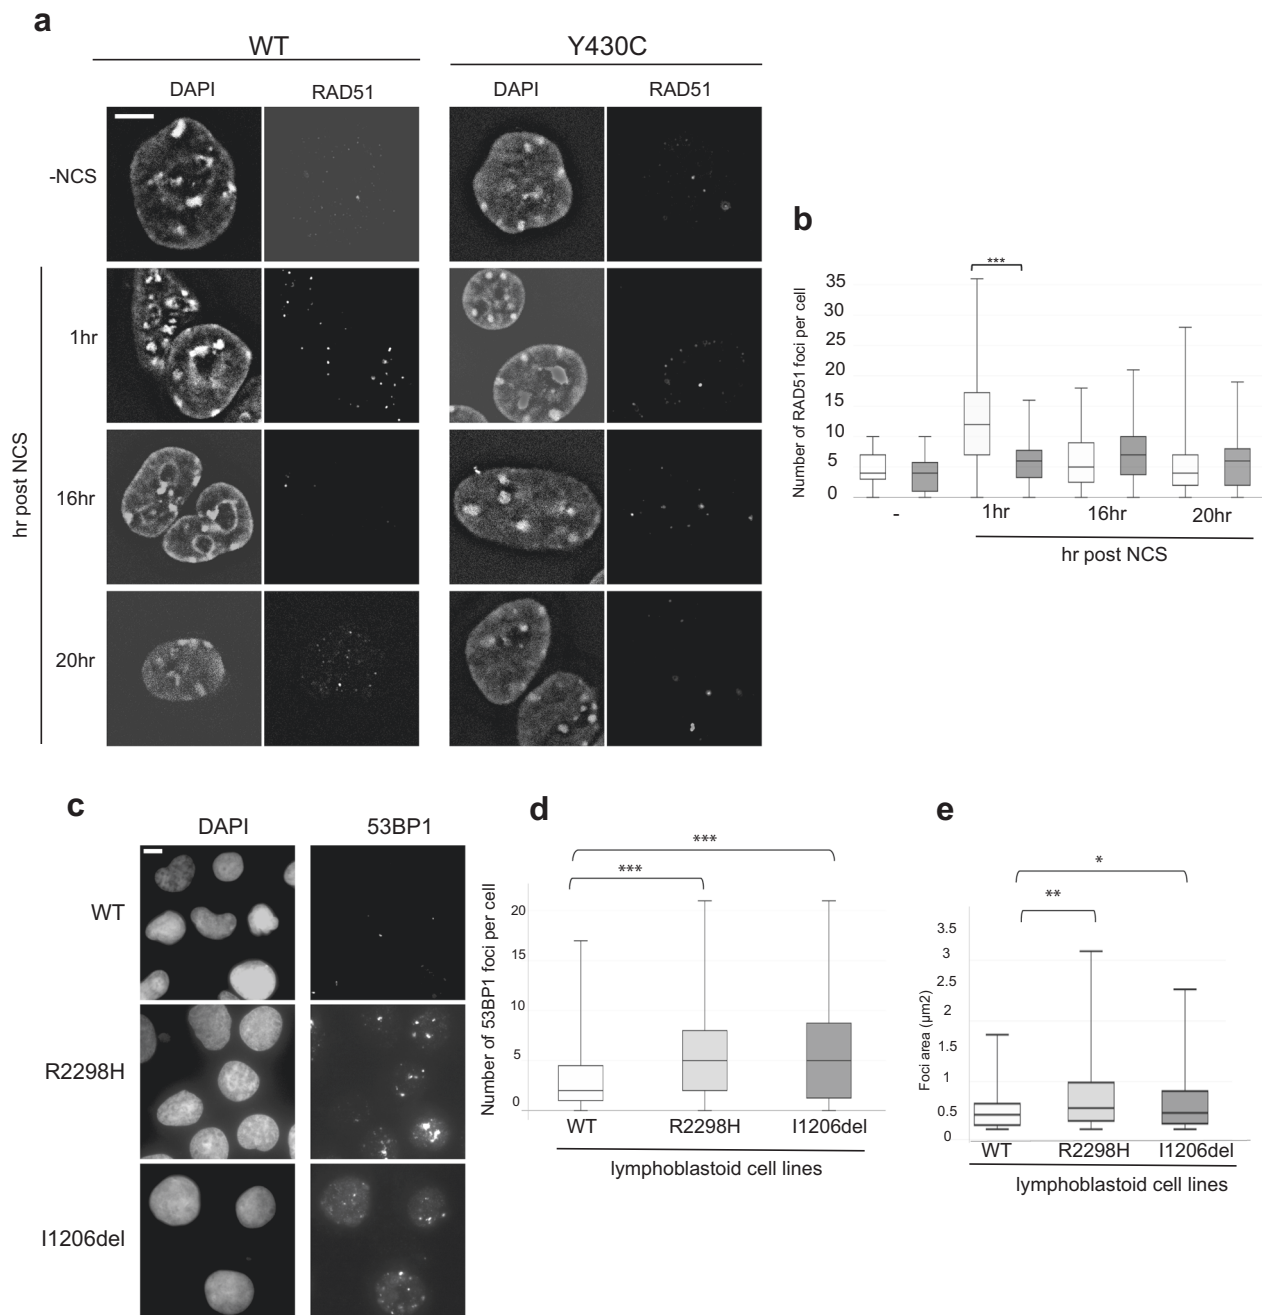 a
WT
Y430C
DAPI
RAD51
DAPI
RAD51
-NCS
1hr
16hr
20hr
hr post NCS
b
***
Number of RAD51 foci per cell
35
30
25
20
15
10
5
0
-
1hr
16hr
20hr
hr post NCS
c
DAPI
53BP1
WT
R2298H
I1206del
d
***
***
Number of 53BP1 foci per cell
20
15
10
5
0
WT
R2298H
I1206del
lymphoblastoid cell lines
e
*
**
Foci area (µm2)
3.5
3
2.5
2
1.5
1
0.5
0
WT
R2298H
I1206del
lymphoblastoid cell lines